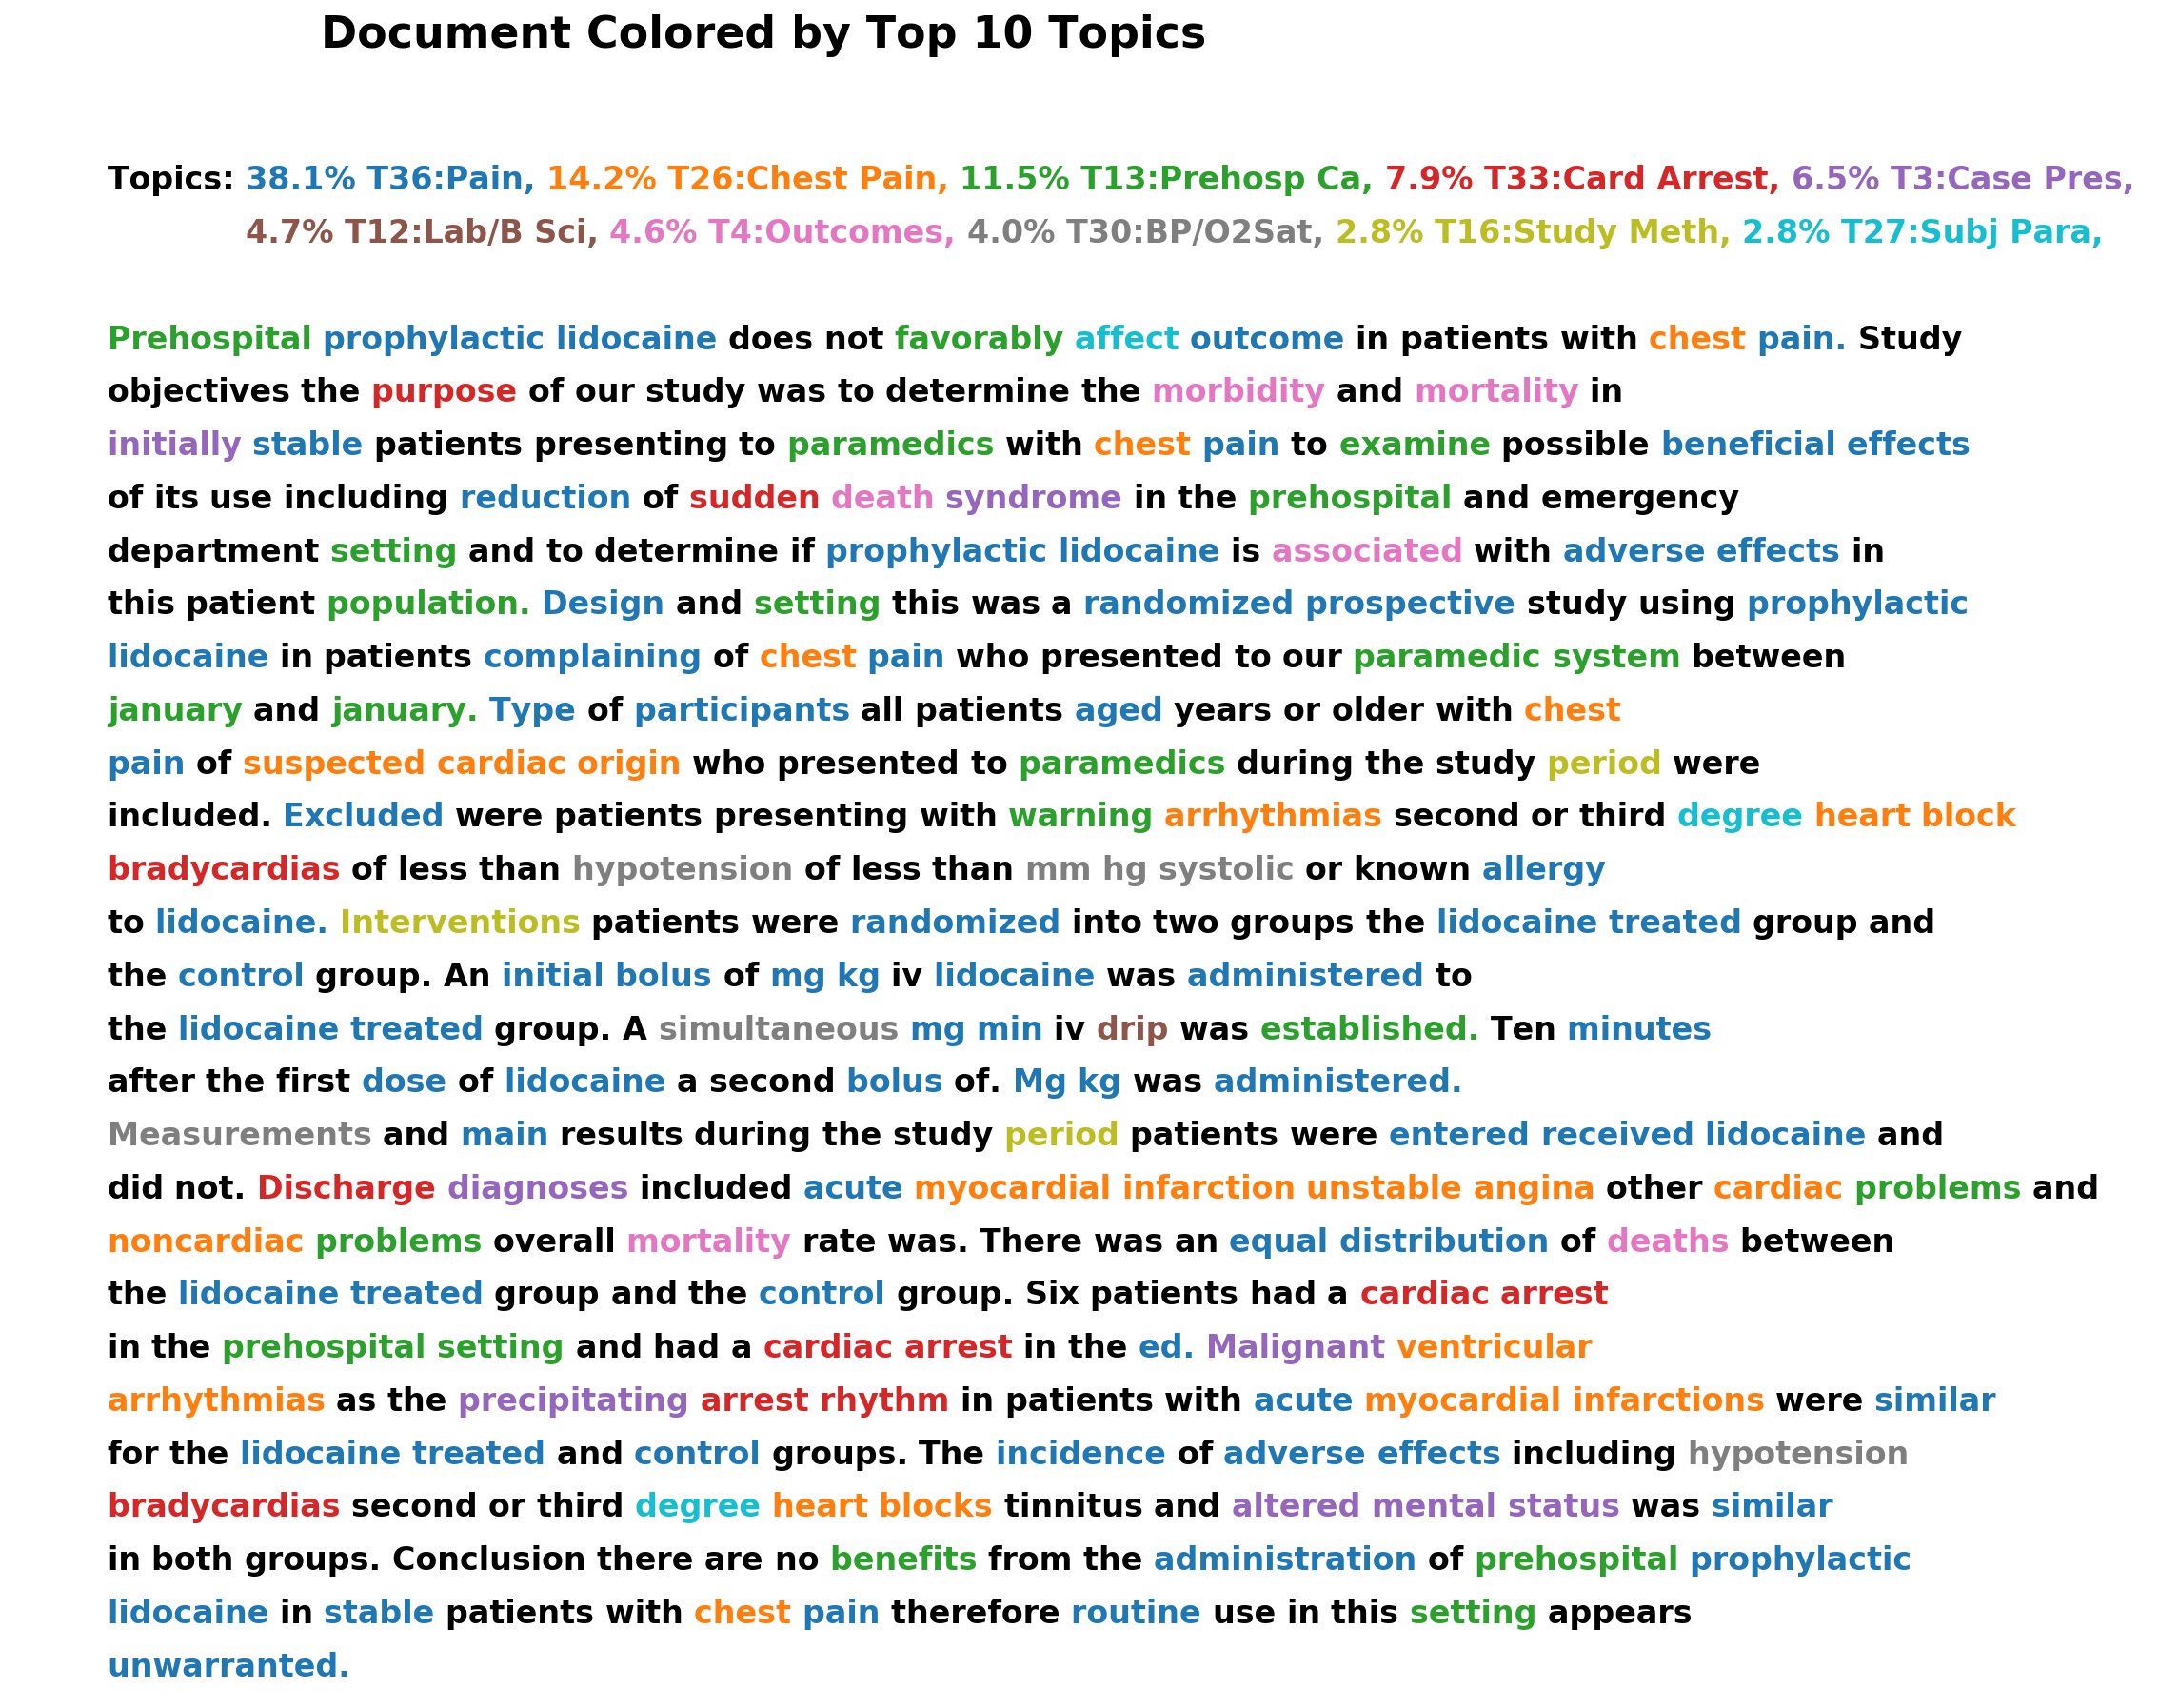 Document Colored by Top 10 Topics
Topics: 38.1% T36:Pain, 14.2% T26:Chest Pain, 11.5% T13:Prehosp Ca, 7.9% T33:Card Arrest, 6.5% T3:Case Pres,
4.7% T12:Lab/B Sci, 4.6% T4:Outcomes, 4.0% T30:BP/O2Sat, 2.8% T16:Study Meth, 2.8% T27:Subj Para,
Prehospital prophylactic lidocaine does not favorably affect outcome in patients with chest pain. Study
objectives the purpose of our study was to determine the morbidity and mortality in
initially stable patients presenting to paramedics with chest pain to examine possible beneficial effects
of its use including reduction of sudden death syndrome in the prehospital and emergency
department setting and to determine if prophylactic lidocaine is associated with adverse effects in
this patient population. Design and setting this was a randomized prospective study using prophylactic
lidocaine in patients complaining of chest pain who presented to our paramedic system between
january and january. Type of participants all patients aged years or older with chest
pain of suspected cardiac origin who presented to paramedics during the study period were
included. Excluded were patients presenting with warning arrhythmias second or third degree heart block
bradycardias of less than hypotension of less than mm hg systolic or known allergy
to lidocaine. Interventions patients were randomized into two groups the lidocaine treated group and
the control group. An initial bolus of mg kg iv lidocaine was administered to
the lidocaine treated group. A simultaneous mg min iv drip was established. Ten minutes
after the first dose of lidocaine a second bolus of. Mg kg was administered.
Measurements and main results during the study period patients were entered received lidocaine and
did not. Discharge diagnoses included acute myocardial infarction unstable angina other cardiac problems and
noncardiac problems overall mortality rate was. There was an equal distribution of deaths between
the lidocaine treated group and the control group. Six patients had a cardiac arrest
in the prehospital setting and had a cardiac arrest in the ed. Malignant ventricular
arrhythmias as the precipitating arrest rhythm in patients with acute myocardial infarctions were similar
for the lidocaine treated and control groups. The incidence of adverse effects including hypotension
bradycardias second or third degree heart blocks tinnitus and altered mental status was similar
in both groups. Conclusion there are no benefits from the administration of prehospital prophylactic
lidocaine in stable patients with chest pain therefore routine use in this setting appears
unwarranted.